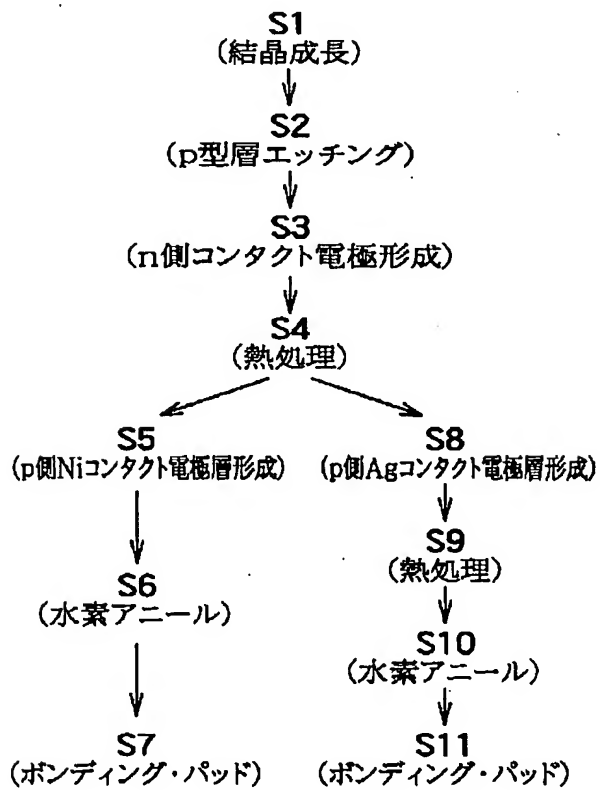 S1
(結晶成長)
S2
(p型層エッチング)
S3
(n側コンタクト電極形成)
S4
(熱処理)
S5
(p側Niコンタクト電極層形成)
S6
(水素アニール)
S7
(ボンディング・パッド)
S8
(p側Agコンタクト電極層形成)
S9
(熱処理)
S10
(水素アニール)
S11
(ボンディング・パッド)